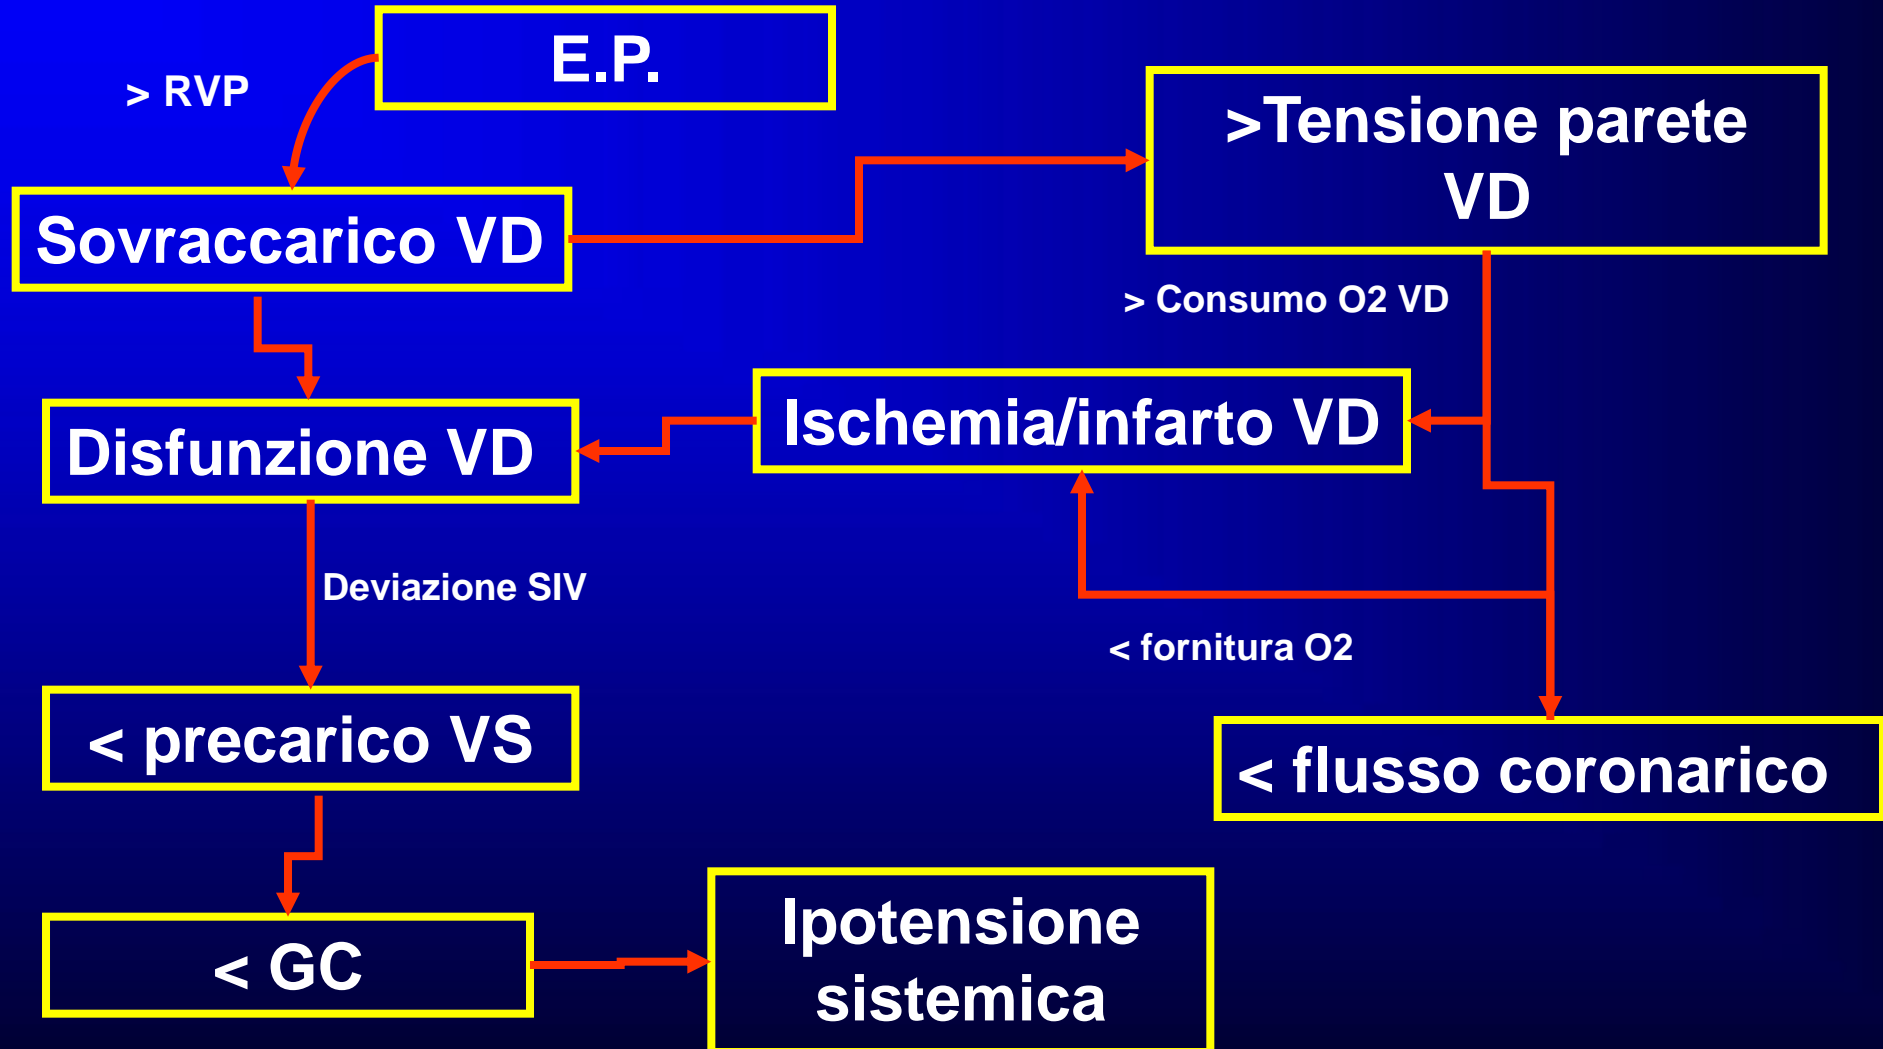 E.P.
> RVP
>Tensione parete
VD
Sovraccarico VD
> Consumo O2 VD
Ischemia/infarto VD
Disfunzione VD
Deviazione SIV
< fornitura O2
< precarico VS
< flusso coronarico
Ipotensione
sistemica
< GC